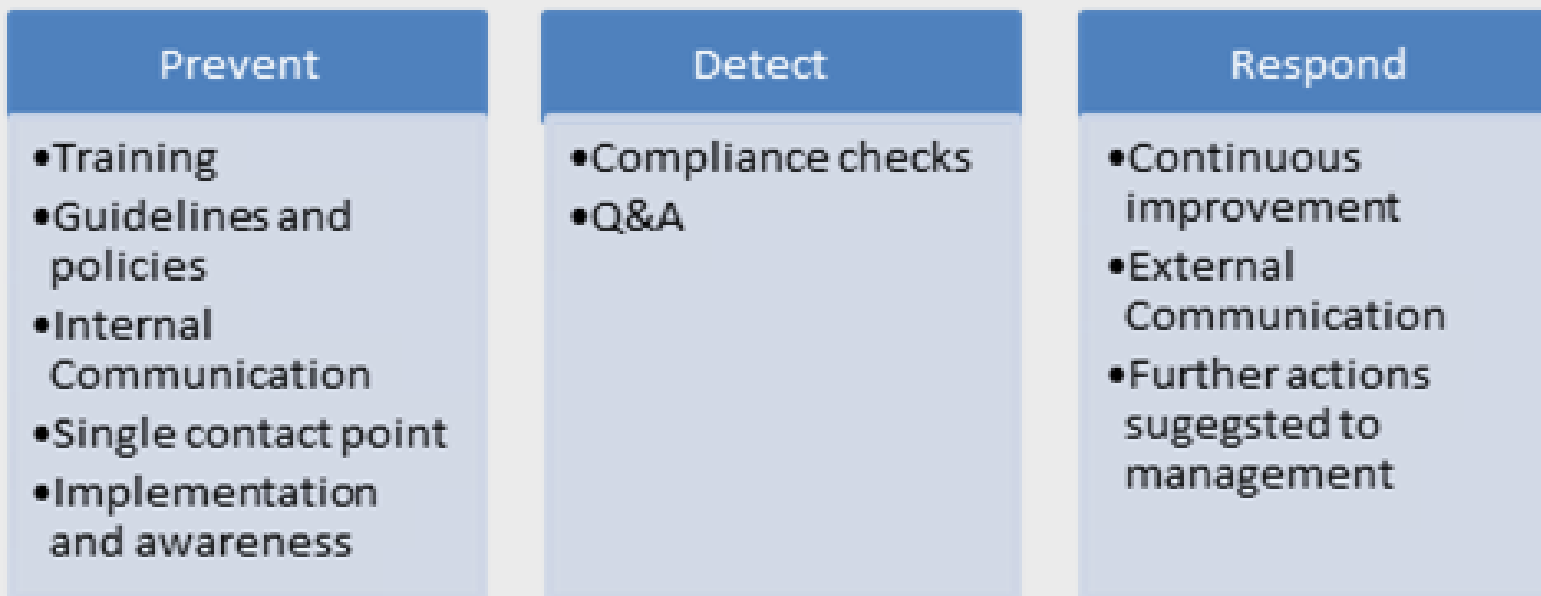 Prevent
•Training
•Guidelines and
policies
•Internal
Communication
•Single contact point
•Implementation
and awareness
Detect
•Compliance checks
•Q&A
Respond
•Continuous
improvement
•External
Communication
•Further actions
sugegsted to
management